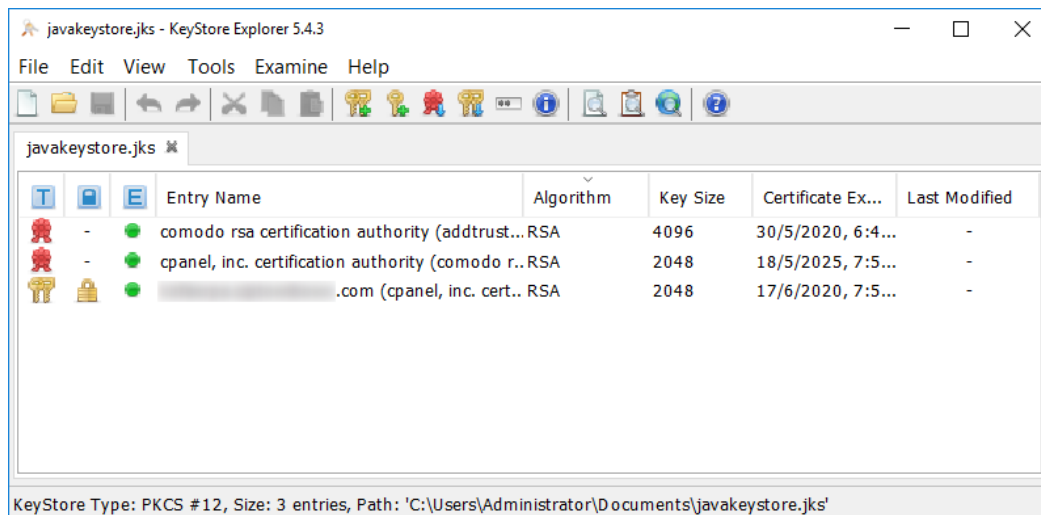 javakeystore.jks - KeyStore Explorer 5.4.3
File Edit View Tools Examine Help
javakeystore.jks
T E Entry Name Algorithm Key Size Certificate Ex... Last Modified
comodo rsa certification authority (addtrust... RSA 4096 30/5/2020, 6:4... -
cpanel, inc. certification authority (comodo r.. RSA 2048 18/5/2025, 7:5... -
.com (cpanel, inc. cert.. RSA 2048 17/6/2020, 7:5... -
KeyStore Type: PKCS #12, Size: 3 entries, Path: 'C:\Users\Administrator\Documents\javakeystore.jks'